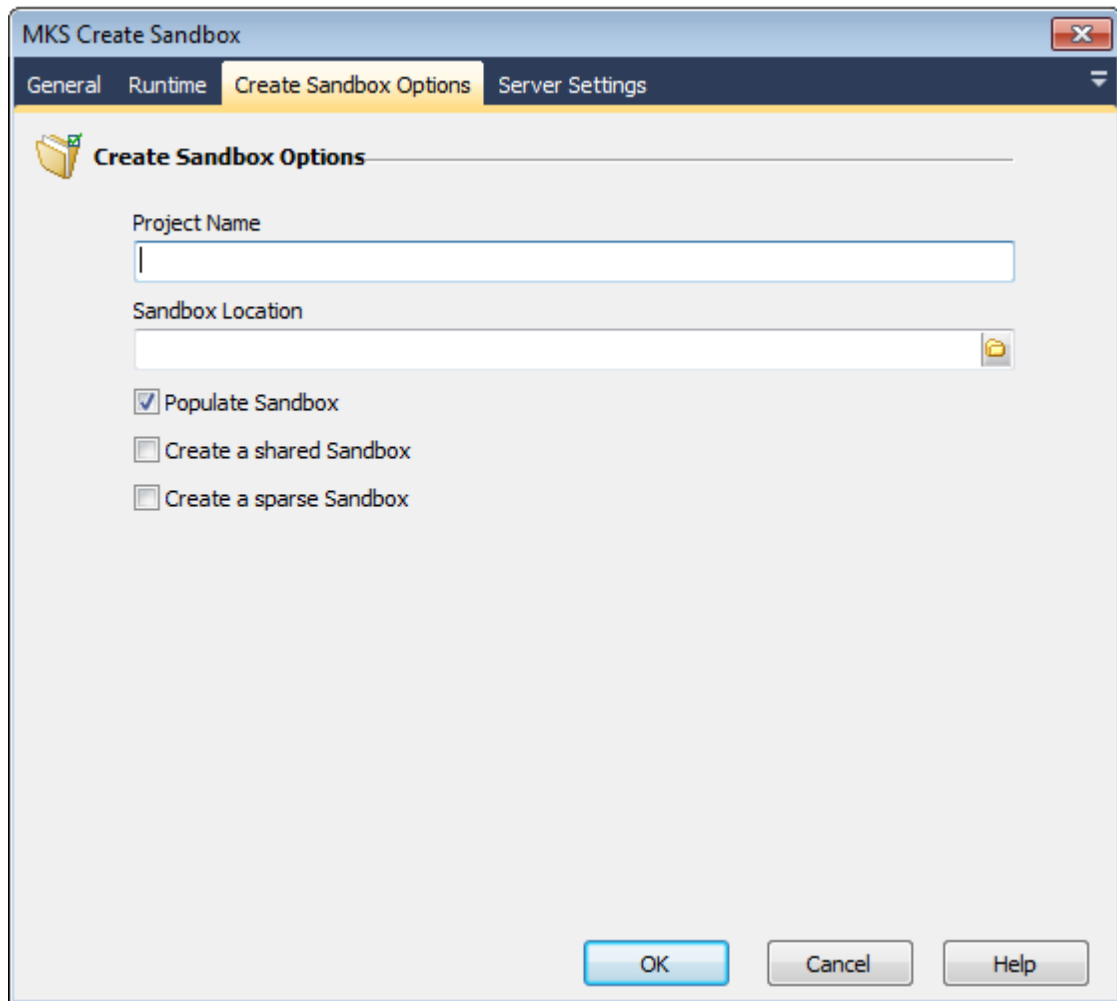 MKS Create Sandbox
General Runtime Create Sandbox Options Server Settings
Create Sandbox Options
Project Name
Sandbox Location
Populate Sandbox
Create a shared Sandbox
Create a sparse Sandbox
OK Cancel Help